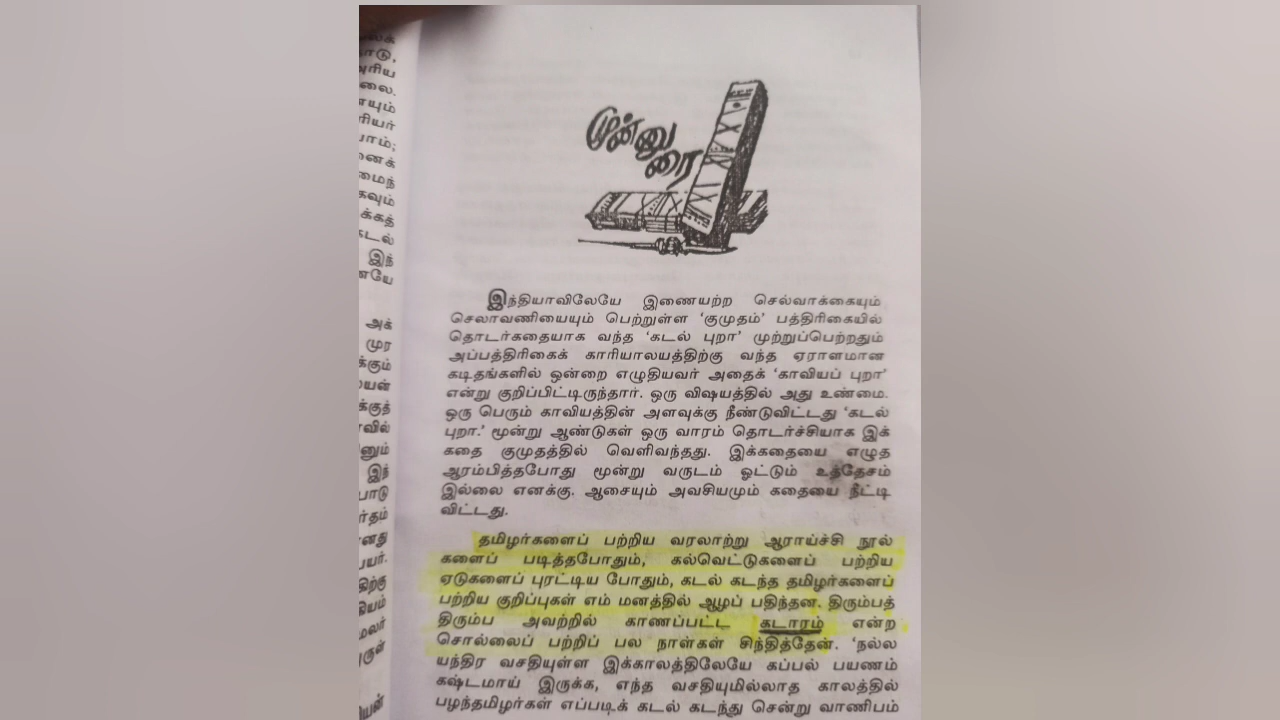 முன்னுரை
இந்தியாவிலேயே இணையற்ற செல்வாக்கையும்
செலாவணியையும் பெற்றுள்ள ‘குமுதம்’ பத்திரிகையில்
தொடர்கதையாக வந்த ‘கடல் புறா’ முற்றுப்பெற்றதும்
அப்பத்திரிகைக் காரியாலயத்திற்கு வந்த ஏராளமான
கடிதங்களில் ஒன்றை எழுதியவர் அதைக் ‘காவியப் புறா’
என்று குறிப்பிட்டிருந்தார். ஒரு விஷயத்தில் அது உண்மை.
ஒரு பெரும் காவியத்தின் அளவுக்கு நீண்டுவிட்டது ‘கடல்
புறா.’ மூன்று ஆண்டுகள் ஒரு வாரம் தொடர்ச்சியாக இக்
கதை குமுதத்தில் வெளிவந்தது. இக்கதையை எழுத
ஆரம்பித்தபோது மூன்று வருடம் ஓட்டும் உத்தேசம்
இல்லை எனக்கு. ஆசையும் அவசியமும் கதையை நீட்டி
விட்டது.
தமிழர்களைப் பற்றிய வரலாற்று ஆராய்ச்சி நூல்
களைப் படித்தபோதும், கல்வெட்டுகளைப் பற்றிய
ஏடுகளைப் புரட்டிய போதும், கடல் கடந்த தமிழர்களைப்
பற்றிய குறிப்புகள் எம் மனத்தில் ஆழப் பதிந்தன. திரும்பத்
திரும்ப அவற்றில் காணப்பட்ட கடாரம் என்ற
சொல்லைப் பற்றிப் பல நாள்கள் சிந்தித்தேன். ‘நல்ல
யந்திர வசதியுள்ள இக்காலத்திலேயே கப்பல் பயணம்
கஷ்டமாய் இருக்க, எந்த வசதியுமில்லாத காலத்தில்
பழந்தமிழர்கள் எப்படிக் கடல் கடந்து சென்று வாணிபம்